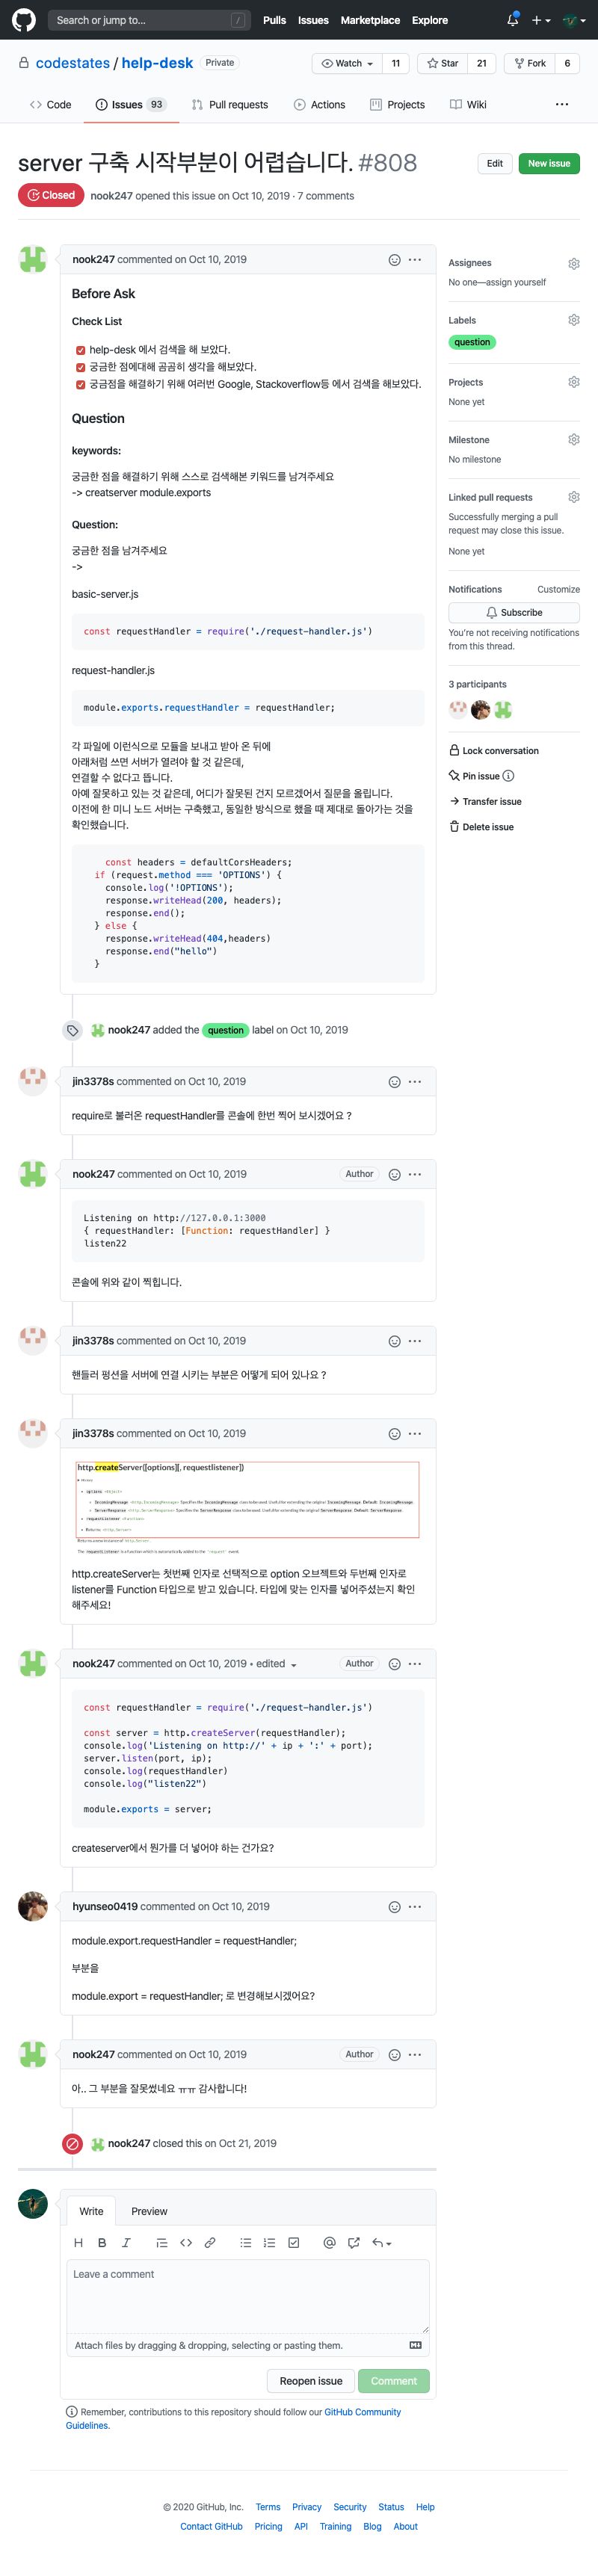 Search or jump to... /
Pulls Issues Marketplace Explore
codestates / help-desk Private
Watch 11 Star 21 Fork 6
Code Issues 93 Pull requests Actions Projects Wiki ...
server 구축 시작부분이 어렵습니다. #808
Edit New issue
Closed nook247 opened this issue on Oct 10, 2019 · 7 comments
nook247 commented on Oct 10, 2019
Before Ask
Check List
help-desk 에서 검색을 해 보았다.
궁금한 점에대해 곰곰히 생각을 해보았다.
궁금점을 해결하기 위해 여러번 Google, Stackoverflow등 에서 검색을 해보았다.
Question
keywords:
궁금한 점을 해결하기 위해 스스로 검색해본 키워드를 남겨주세요
-> creatserver module.exports
Question:
궁금한 점을 남겨주세요
->
basic-server.js
const requestHandler = require('./request-handler.js')
request-handler.js
module.exports.requestHandler = requestHandler;
각 파일에 이런식으로 모듈을 보내고 받아 온 뒤에
아래처럼 쓰면 서버가 열려야 할 것 같은데,
연결할 수 없다고 뜹니다.
아예 잘못하고 있는 것 같은데, 어디가 잘못된 건지 모르겠어서 질문을 올립니다.
이전에 한 미니 노드 서버는 구축했고, 동일한 방식으로 했을 때 제대로 돌아가는 것을
확인했습니다.
const headers = defaultCorsHeaders;
if (request.method === 'OPTIONS') {
console.log('!OPTIONS');
response.writeHead(200, headers);
response.end();
} else {
response.writeHead(404,headers)
response.end("hello")
}
nook247 added the question label on Oct 10, 2019
jin3378s commented on Oct 10, 2019
require로 불러온 requestHandler를 콘솔에 한번 찍어 보시겠어요 ?
nook247 commented on Oct 10, 2019 Author
Listening on http://127.0.0.1:3000
{ requestHandler: [Function: requestHandler] }
listen22
콘솔에 위와 같이 찍힙니다.
jin3378s commented on Oct 10, 2019
핸들러 펑션을 서버에 연결 시키는 부분은 어떻게 되어 있나요 ?
jin3378s commented on Oct 10, 2019
http.createServer([options][, requestlistener])
http.createServer는 첫번째 인자로 선택적으로 option 오브젝트와 두번째 인자로
listener를 Function 타입으로 받고 있습니다. 타입에 맞는 인자를 넣어주셨는지 확인
해주세요!
nook247 commented on Oct 10, 2019 • edited Author
const requestHandler = require('./request-handler.js')
const server = http.createServer(requestHandler);
console.log('Listening on http://' + ip + ':' + port);
server.listen(port, ip);
console.log(requestHandler)
console.log("listen22")
module.exports = server;
createserver에서 뭔가를 더 넣어야 하는 건가요?
hyunseo0419 commented on Oct 10, 2019
module.export.requestHandler = requestHandler;
부분을
module.export = requestHandler; 로 변경해보시겠어요?
nook247 commented on Oct 10, 2019 Author
아.. 그 부분을 잘못썼네요 ㅠㅠ 감사합니다!
nook247 closed this on Oct 21, 2019
Write Preview
H B I
Leave a comment
Attach files by dragging & dropping, selecting or pasting them.
Reopen issue Comment
Remember, contributions to this repository should follow our GitHub Community
Guidelines.
Assignees
No one—assign yourself
Labels
question
Projects
None yet
Milestone
No milestone
Linked pull requests
Successfully merging a pull
request may close this issue.
None yet
Notifications Customize
Subscribe
You're not receiving notifications
from this thread.
3 participants
Lock conversation
Pin issue
Transfer issue
Delete issue
© 2020 GitHub, Inc. Terms Privacy Security Status Help
Contact GitHub Pricing API Training Blog About